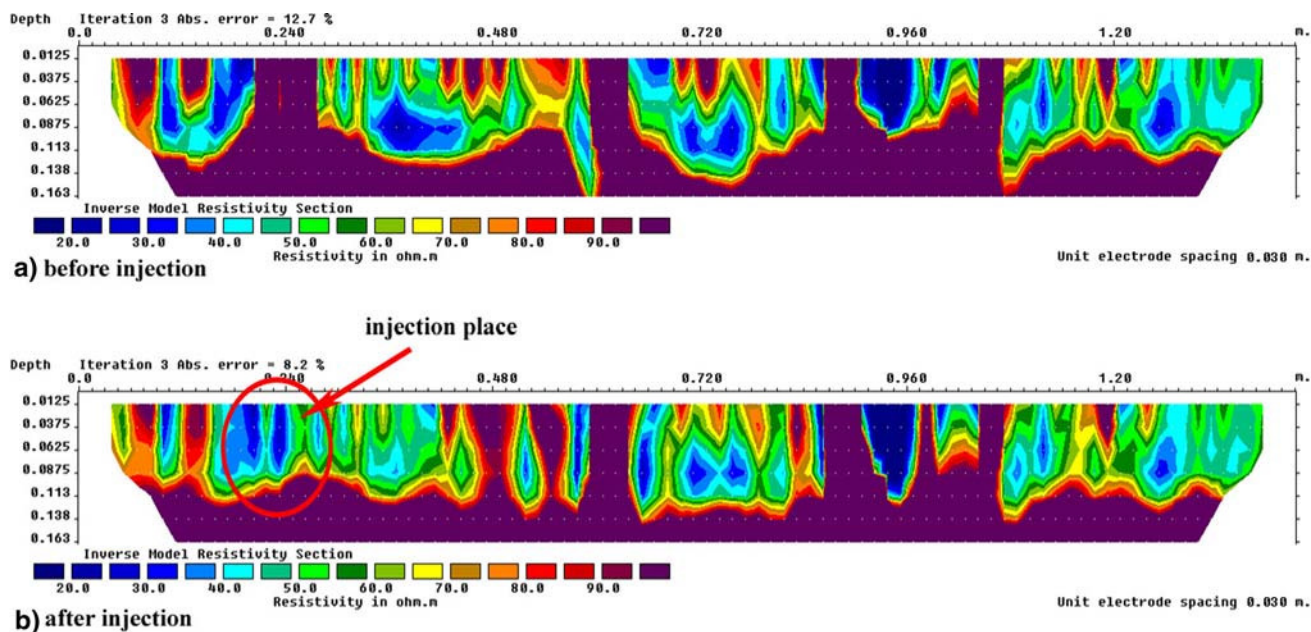 Depth Iteration 3 Abs. error = 12.7 %
0.0 0.240 0.480 0.720 0.960 1.20 m.
0.0125
0.0375
0.0625
0.0875
0.113
0.138
0.163
Inverse Model Resistivity Section
20.0 30.0 40.0 50.0 60.0 70.0 80.0 90.0
Resistivity in ohm.m
Unit electrode spacing 0.030 m.
a) before injection
injection place
Depth Iteration 3 Abs. error = 8.2 %
0.0 0.240 0.480 0.720 0.960 1.20 m.
0.0125
0.0375
0.0625
0.0875
0.113
0.138
0.163
Inverse Model Resistivity Section
20.0 30.0 40.0 50.0 60.0 70.0 80.0 90.0
Resistivity in ohm.m
Unit electrode spacing 0.030 m.
b) after injection